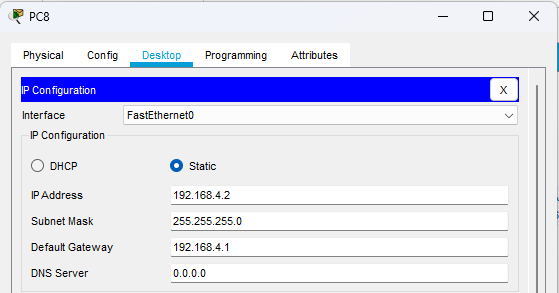 PC8
Physical Config Desktop Programming Attributes
IP Configuration X
Interface FastEthernet0
IP Configuration
DHCP Static
IP Address 192.168.4.2
Subnet Mask 255.255.255.0
Default Gateway 192.168.4.1
DNS Server 0.0.0.0